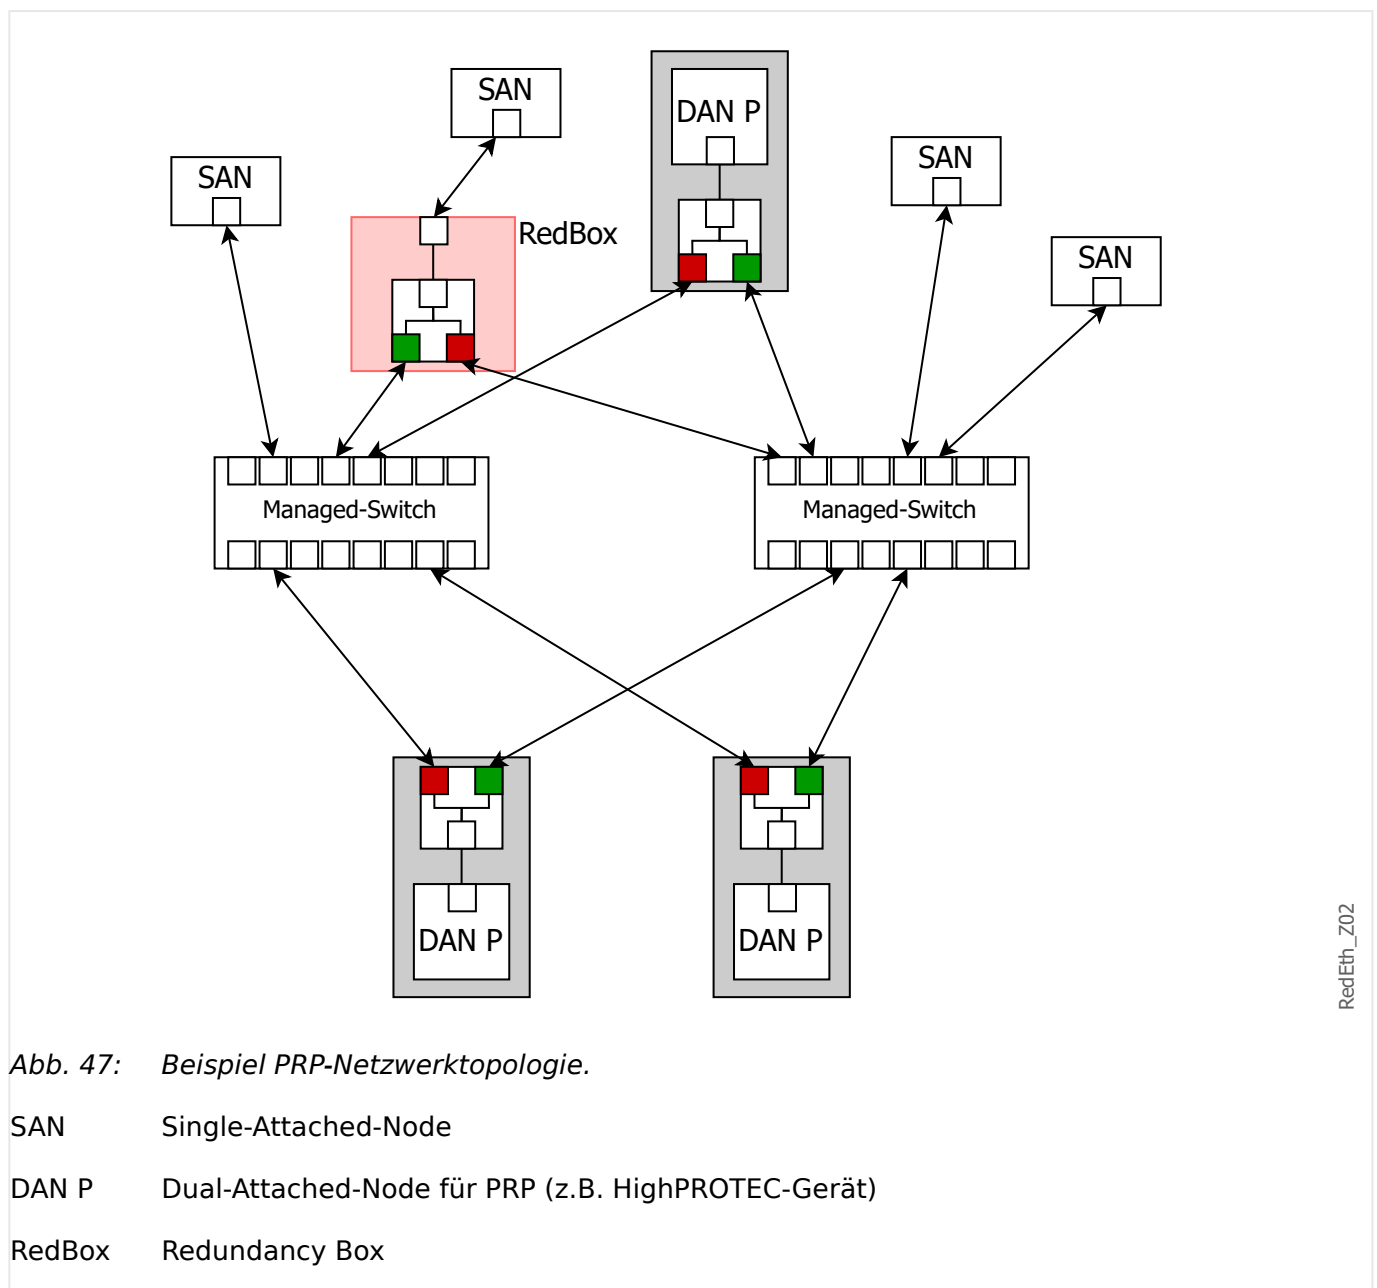 SAN
DAN P
SAN
SAN
RedBox
SAN
SAN
Managed-Switch
Managed-Switch
DAN P
DAN P
RedEth_Z02
Abb. 47: Beispiel PRP-Netzwerktopologie.
SAN Single-Attached-Node
DAN P Dual-Attached-Node für PRP (z.B. HighPROTEC-Gerät)
RedBox Redundancy Box